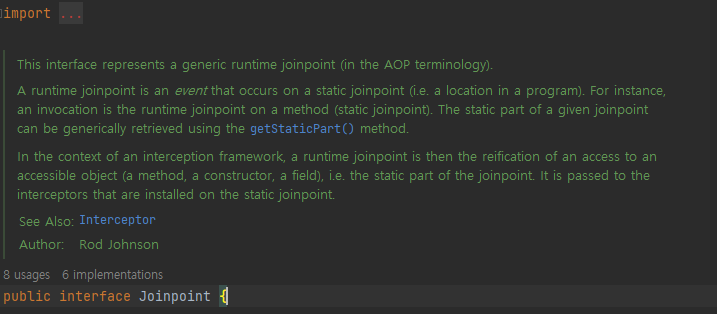 import ...
This interface represents a generic runtime joinpoint (in the AOP terminology).
A runtime joinpoint is an event that occurs on a static joinpoint (i.e. a location in a program). For instance,
an invocation is the runtime joinpoint on a method (static joinpoint). The static part of a given joinpoint
can be generically retrieved using the getStaticPart() method.
In the context of an interception framework, a runtime joinpoint is then the reification of an access to an
accessible object (a method, a constructor, a field), i.e. the static part of the joinpoint. It is passed to the
interceptors that are installed on the static joinpoint.
See Also: Interceptor
Author: Rod Johnson
8 usages 6 implementations
public interface Joinpoint {